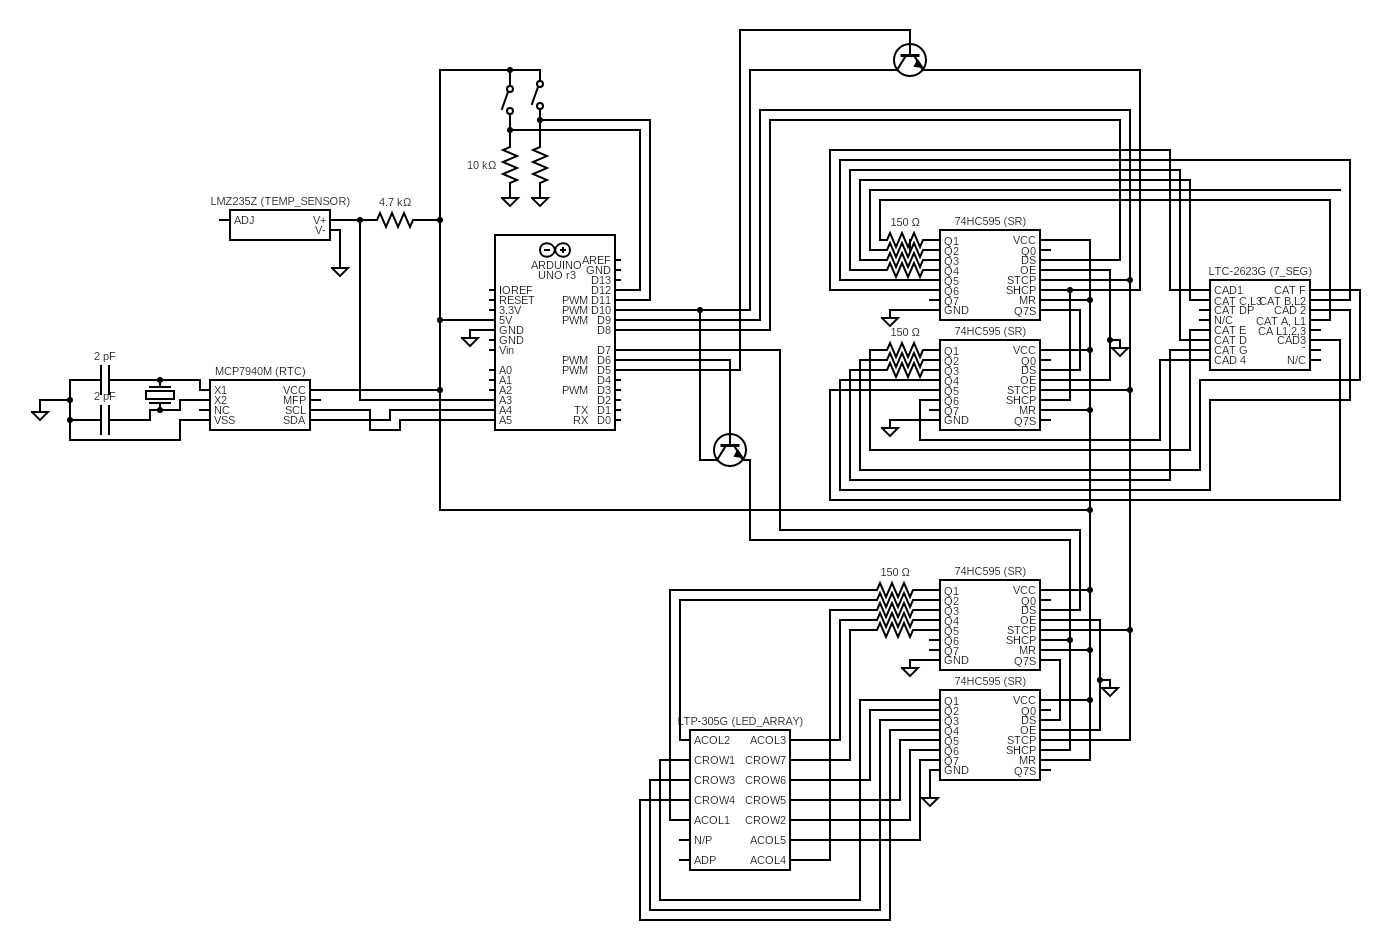 10 kΩ
LMZ235Z (TEMP_SENSOR)
ADJ V+
V-
4.7 kΩ
ARDUINO
UNO r3
IOREF
RESET
3.3V
5V
GND
GND
Vin
A0
A1
A2
A3
A4
A5
AREF
GND
D13
D12
PWM D11
PWM D10
PWM D9
D8
D7
PWM D6
PWM D5
D4
PWM D3
D2
TX D1
RX D0
2 pF
2 pF
MCP7940M (RTC)
X1 VCC
X2 MFP
NC SCL
VSS SDA
150 Ω
74HC595 (SR)
Q1 VCC
Q2 Q0
Q3 DS
Q4 OE
Q5 STCP
Q6 SHCP
Q7 MR
GND Q7S
150 Ω
74HC595 (SR)
Q1 VCC
Q2 Q0
Q3 DS
Q4 OE
Q5 STCP
Q6 SHCP
Q7 MR
GND Q7S
LTC-2623G (7_SEG)
CAD1 CAT F
CAT C,L3 CAT B,L2
CAT DP CAD 2
N/C CAT A, L1
CAT E CA L1,2,3
CAT D CAD3
CAT G -
CAD 4 N/C
150 Ω
74HC595 (SR)
Q1 VCC
Q2 Q0
Q3 DS
Q4 OE
Q5 STCP
Q6 SHCP
Q7 MR
GND Q7S
74HC595 (SR)
Q1 VCC
Q2 Q0
Q3 DS
Q4 OE
Q5 STCP
Q6 SHCP
Q7 MR
GND Q7S
LTP-305G (LED_ARRAY)
ACOL2 ACOL3
CROW1 CROW7
CROW3 CROW6
CROW4 CROW5
ACOL1 CROW2
N/P ACOL5
ADP ACOL4